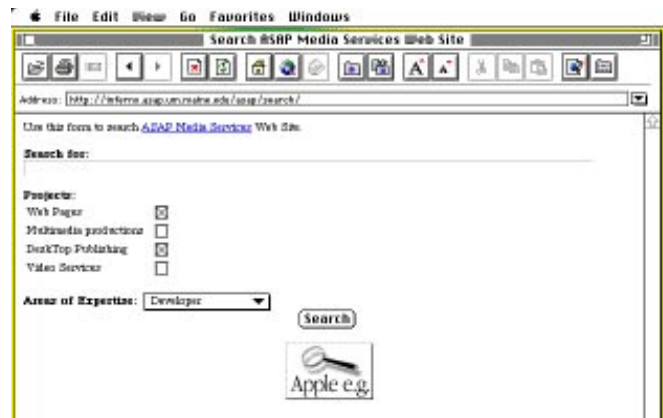 File Edit View Go Favorites Windows
Search ASAP Media Services Web Site
A A
Address: http://inferno.asap.um.maine.edu/asap/search/
Use this form to search ASAP Media Services Web Site.
Search for:
Projects:
Web Pages
Multimedia productions
DeskTop Publishing
Video Services
Areas of Expertise: Developer
Search
Apple e.g.